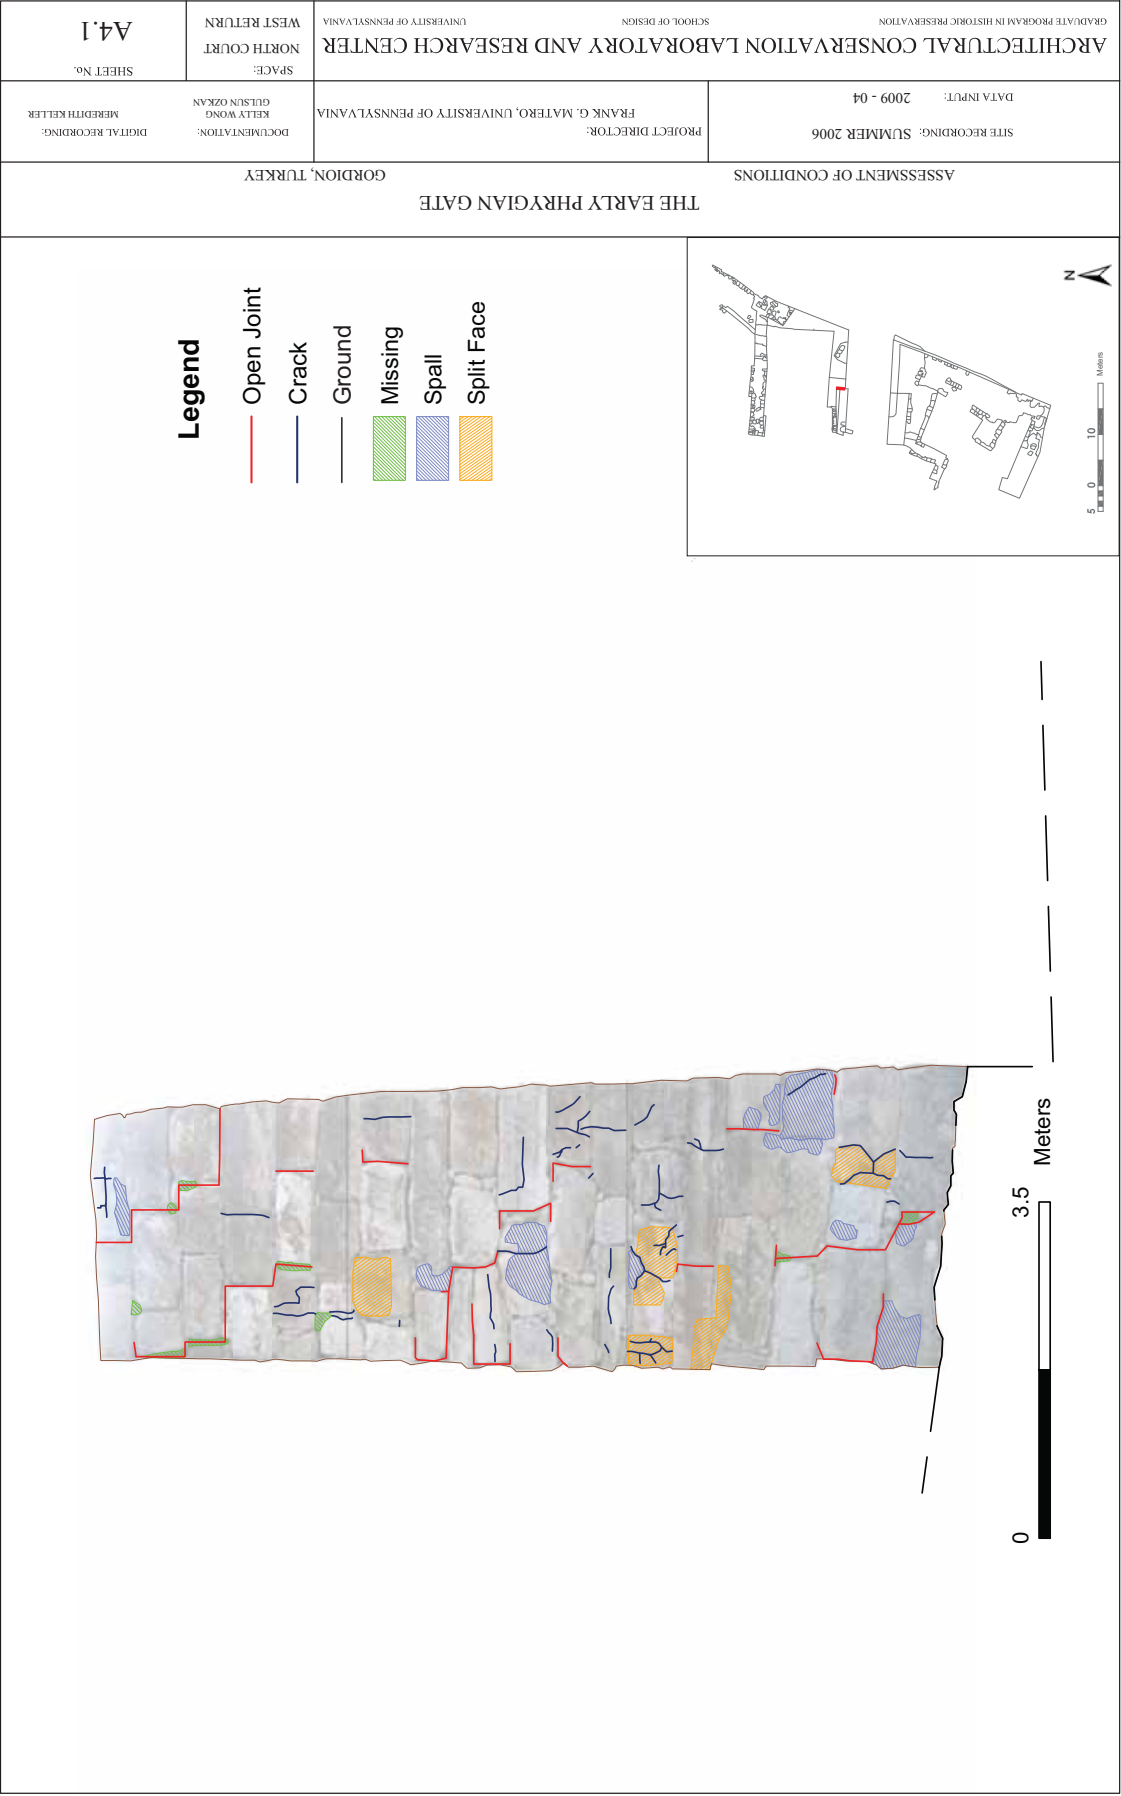 THE EARLY PHRYGIAN GATE
ASSESSMENT OF CONDITIONS
GORDION, TURKEY
SITE RECORDING: SUMMER 2006
DATA INPUT: 2009 - 04
PROJECT DIRECTOR:
FRANK G. MATERO, UNIVERSITY OF PENNSYLVANIA
DOCUMENTATION:
KELLY WONG
GULSUN OZKAN
DIGITAL RECORDING:
MEREDITH KELLER
ARCHITECTURAL CONSERVATION LABORATORY AND RESEARCH CENTER
GRADUATE PROGRAM IN HISTORIC PRESERVATION
SCHOOL OF DESIGN
UNIVERSITY OF PENNSYLVANIA
SPACE:
NORTH COURT
WEST RETURN
SHEET No.
A4.1
Legend
Open Joint
Crack
Ground
Missing
Spall
Split Face
N
5 0 10 Meters
0 3.5 Meters